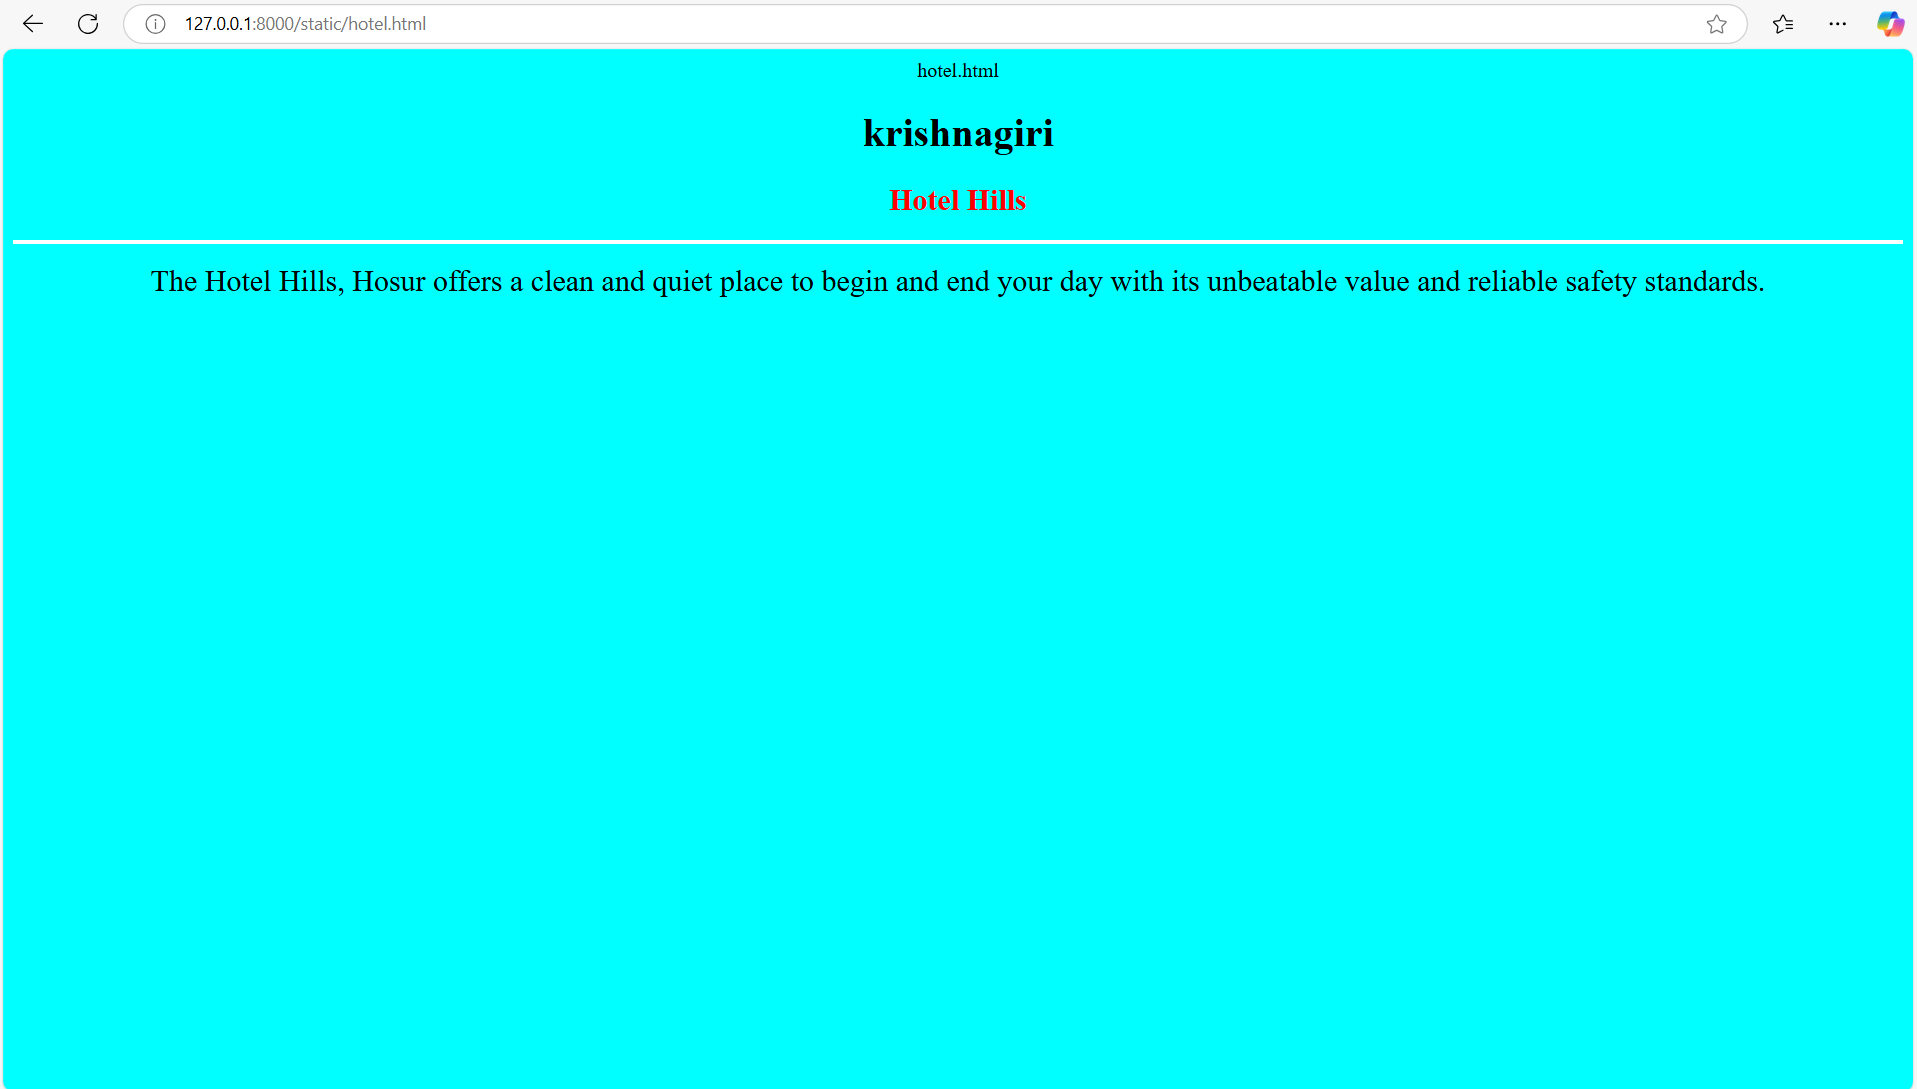 127.0.0.1:8000/static/hotel.html
hotel.html
krishnagiri
Hotel Hills
The Hotel Hills, Hosur offers a clean and quiet place to begin and end your day with its unbeatable value and reliable safety standards.